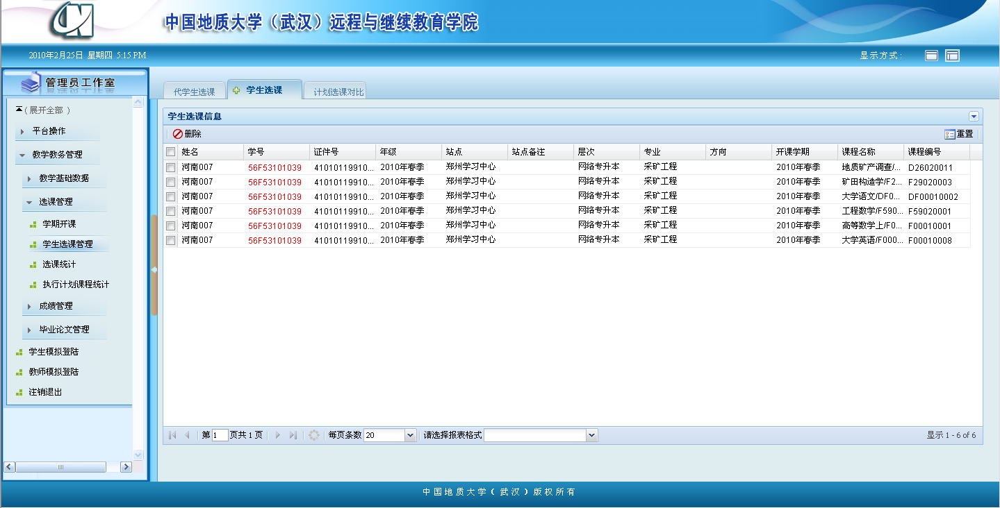 中国地质大学（武汉）远程与继续教育学院
2010年2月25日 星期四 5:15 PM
显示方式:
管理员工作室
(展开全部)
平台操作
教学教务管理
教学基础数据
选课管理
学期开课
学生选课管理
选课统计
执行计划课程统计
成绩管理
毕业论文管理
学生模拟登陆
教师模拟登陆
注销退出
代学生选课 学生选课 计划选课对比
学生选课信息
删除 重置
姓名 学号 证件号 年级 站点 站点备注 层次 专业 方向 开课学期 课程名称 课程编号
河南007 56F53101039 41010119910... 2010年春季 郑州学习中心 网络专升本 采矿工程 2010年春季 地质矿产调查/... D26020011
河南007 56F53101039 41010119910... 2010年春季 郑州学习中心 网络专升本 采矿工程 2010年春季 矿田构造学/F2... F29020003
河南007 56F53101039 41010119910... 2010年春季 郑州学习中心 网络专升本 采矿工程 2010年春季 大学语文/DF0... DF00010002
河南007 56F53101039 41010119910... 2010年春季 郑州学习中心 网络专升本 采矿工程 2010年春季 工程数学/F590... F59020001
河南007 56F53101039 41010119910... 2010年春季 郑州学习中心 网络专升本 采矿工程 2010年春季 高等数学上/F0... F00010001
河南007 56F53101039 41010119910... 2010年春季 郑州学习中心 网络专升本 采矿工程 2010年春季 大学英语/F000... F00010008
第 1 页共 1 页 每页条数 20 请选择报表格式 显示 1 - 6 of 6
中国地质大学(武汉)版权所有